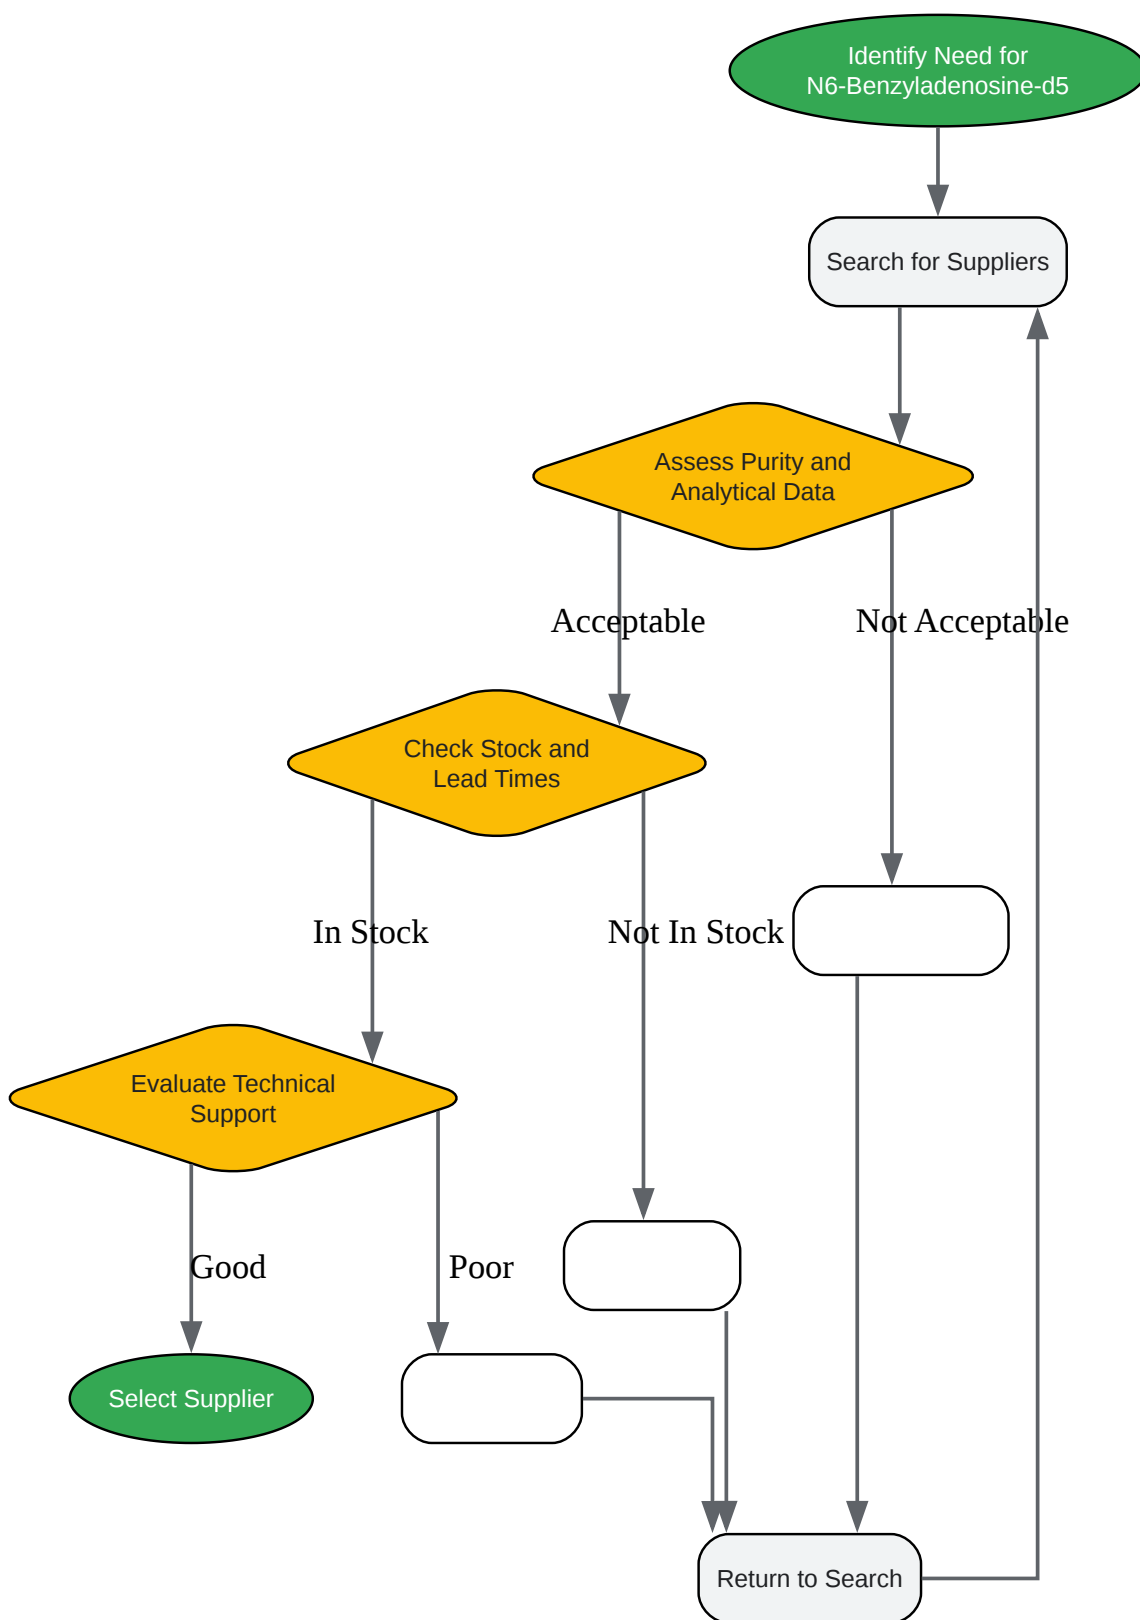 Identify Need for
N6-Benzyladenosine-d5
Search for Suppliers
Assess Purity and
Analytical Data
Acceptable
Not Acceptable
Check Stock and
Lead Times
In Stock
Not In Stock
Evaluate Technical
Support
Good
Poor
Select Supplier
Return to Search